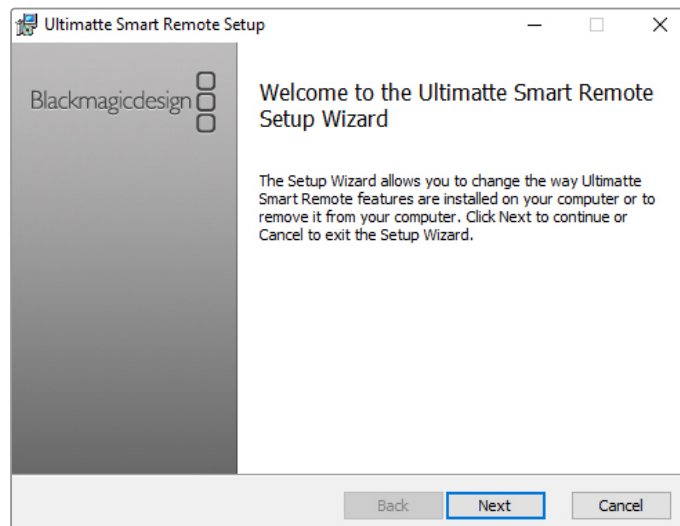 Ultimatte Smart Remote Setup
Blackmagicdesign
Welcome to the Ultimatte Smart Remote
Setup Wizard
The Setup Wizard allows you to change the way Ultimatte
Smart Remote features are installed on your computer or to
remove it from your computer. Click Next to continue or
Cancel to exit the Setup Wizard.
Back Next Cancel